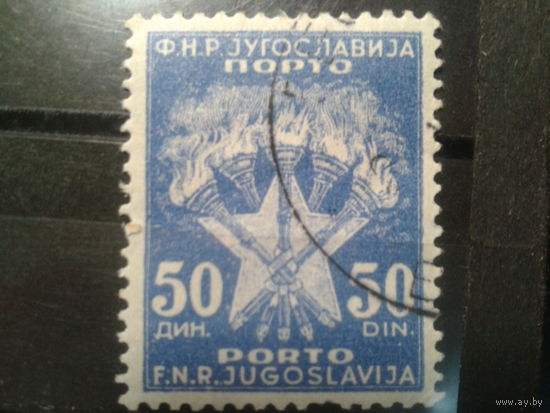 Ф.Н.Р. ЈУГОСЛАВИЈА
ПОРТО
50 50
ДИН. DIN.
PORTO
F.N.R. JUGOSLAVIJA
www.ay.by